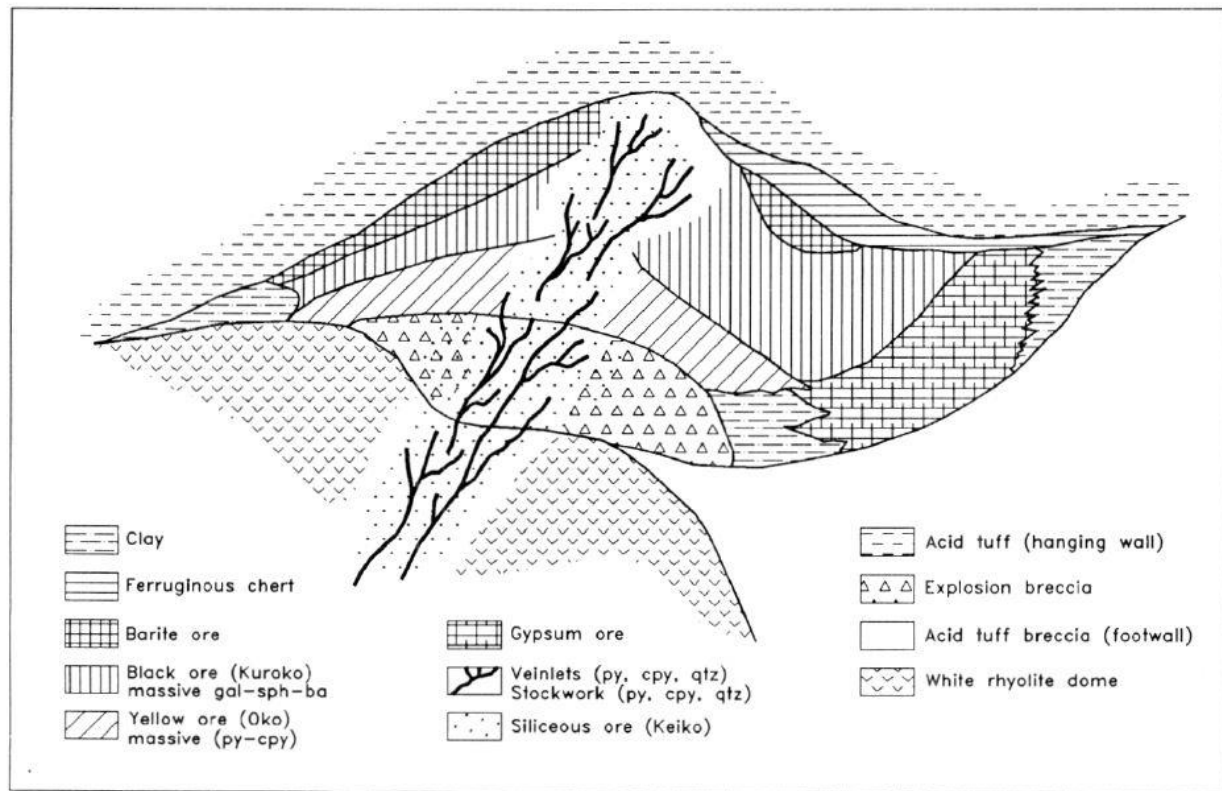 Clay
Ferruginous chert
Barite ore
Black ore (Kuroko)
massive gal-sph-ba
Yellow ore (Oko)
massive (py-cpy)
Gypsum ore
Veinlets (py, cpy, qtz)
Stockwork (py, cpy, qtz)
Siliceous ore (Keiko)
Acid tuff (hanging wall)
Explosion breccia
Acid tuff breccia (footwall)
White rhyolite dome